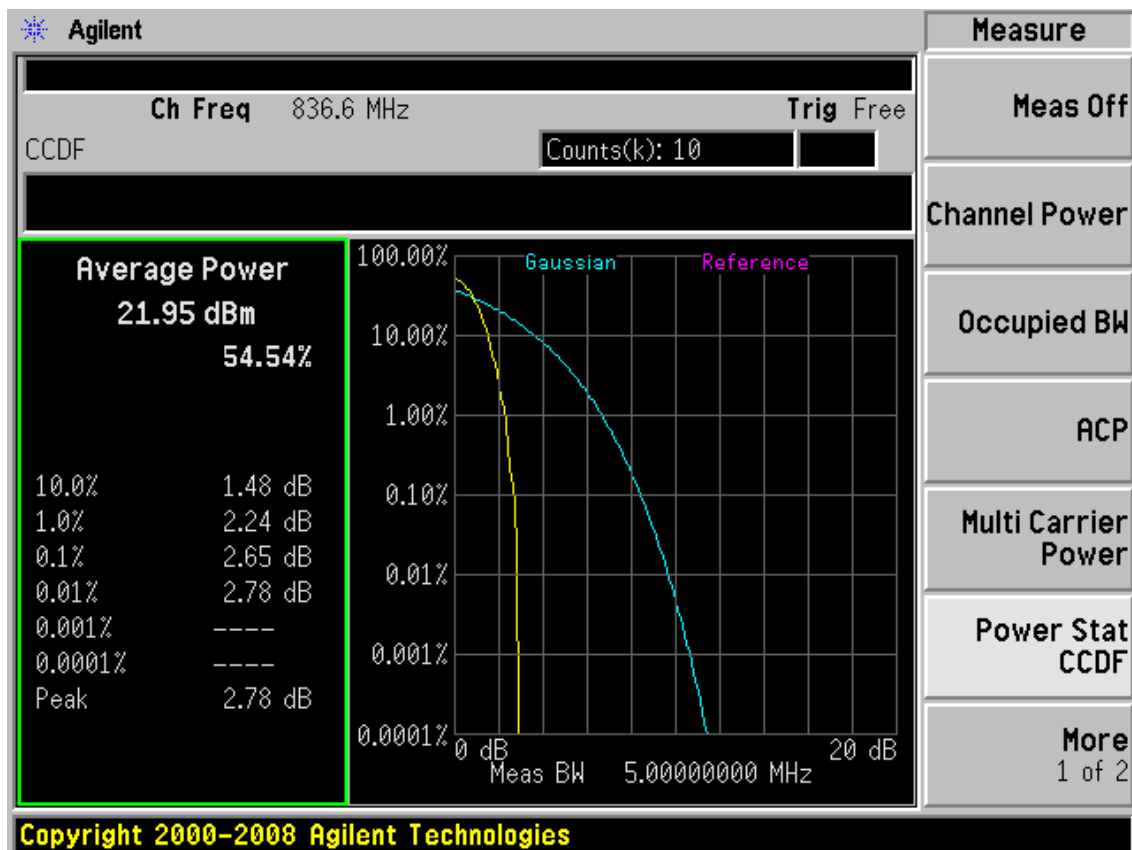 Agilent
Ch Freq 836.6 MHz Trig Free
CCDF Counts(k): 10
Average Power
21.95 dBm
54.54%
10.0% 1.48 dB
1.0% 2.24 dB
0.1% 2.65 dB
0.01% 2.78 dB
0.001% ----
0.0001% ----
Peak 2.78 dB
Gaussian Reference
100.00%
10.00%
1.00%
0.10%
0.01%
0.001%
0.0001%
0 dB 20 dB
Meas BW 5.00000000 MHz
Measure
Meas Off
Channel Power
Occupied BW
ACP
Multi Carrier
Power
Power Stat
CCDF
More
1 of 2
Copyright 2000-2008 Agilent Technologies